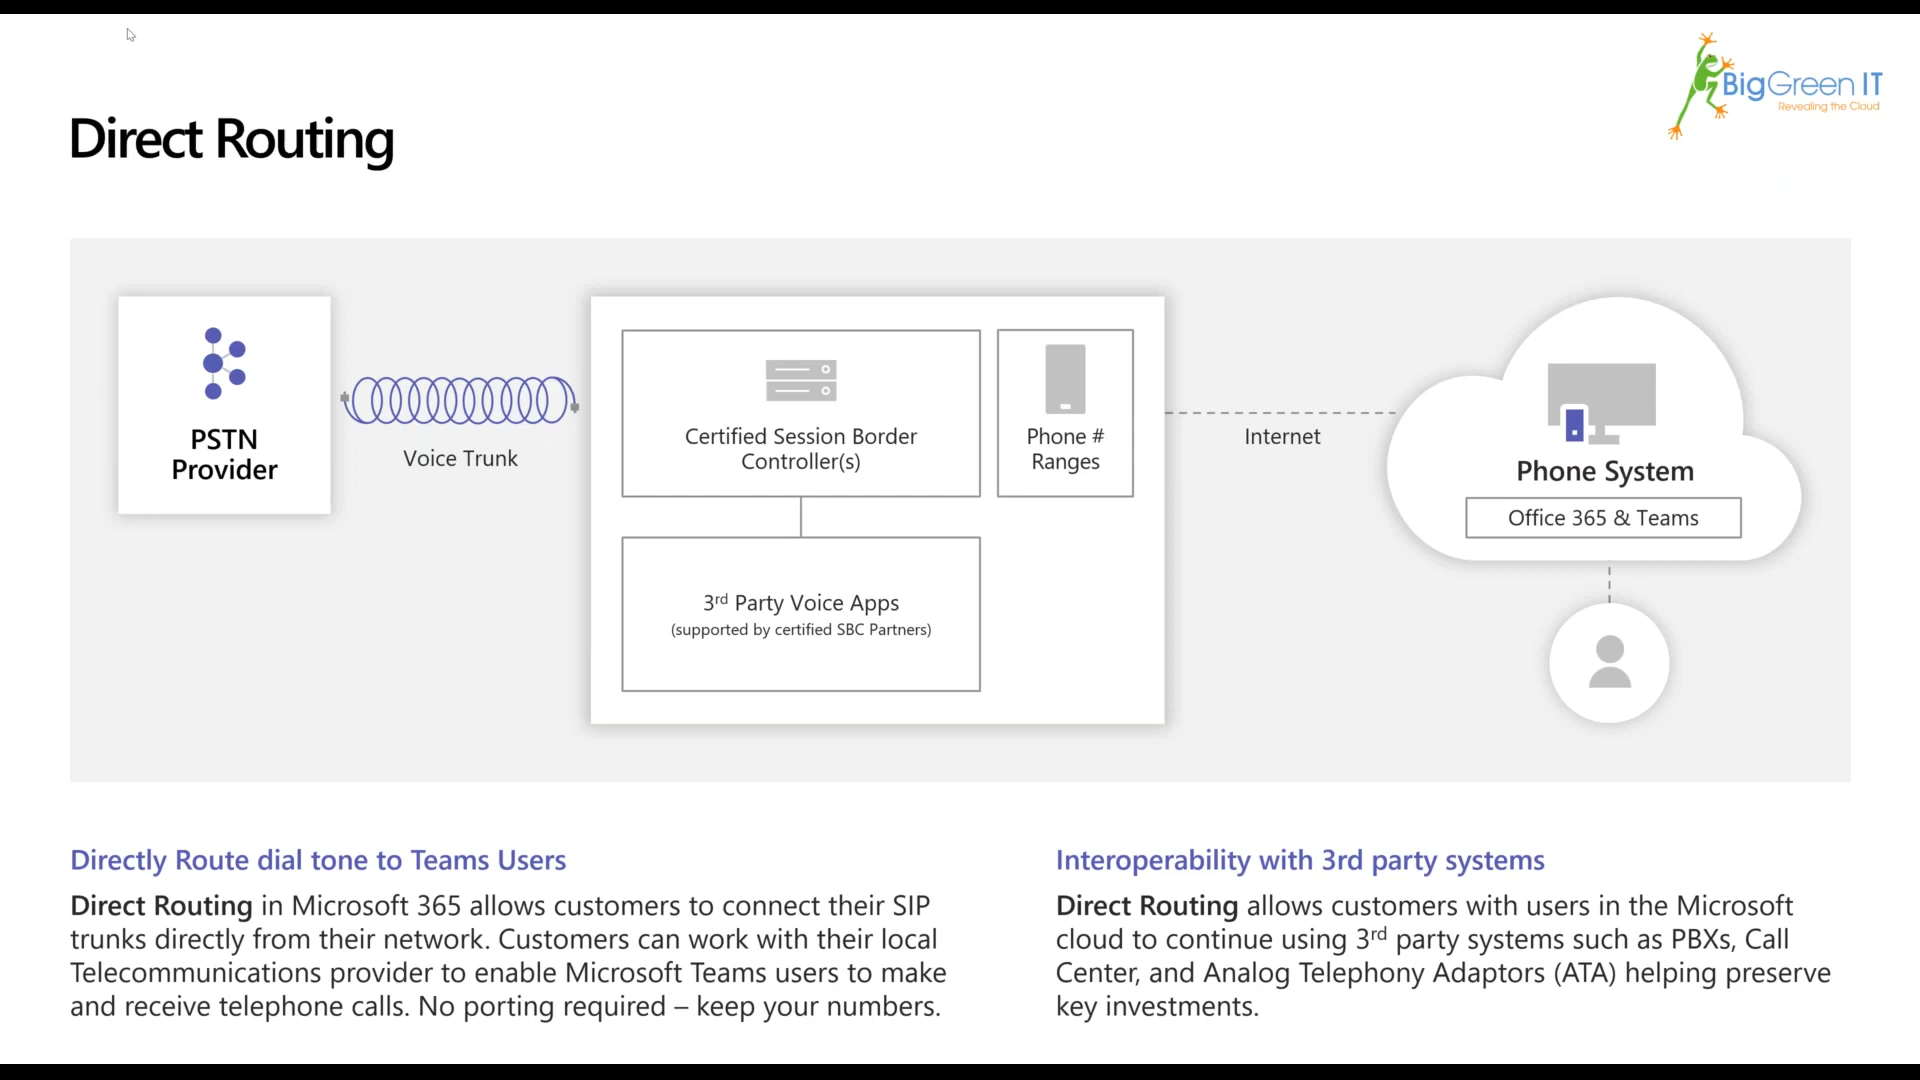 BigGreen IT
Revealing the Cloud
Direct Routing
PSTN
Provider
Voice Trunk
Certified Session Border
Controller(s)
Phone #
Ranges
3rd Party Voice Apps
(supported by certified SBC Partners)
Internet
Phone System
Office 365 & Teams
Directly Route dial tone to Teams Users
Direct Routing in Microsoft 365 allows customers to connect their SIP
trunks directly from their network. Customers can work with their local
Telecommunications provider to enable Microsoft Teams users to make
and receive telephone calls. No porting required – keep your numbers.
Interoperability with 3rd party systems
Direct Routing allows customers with users in the Microsoft
cloud to continue using 3rd party systems such as PBXs, Call
Center, and Analog Telephony Adaptors (ATA) helping preserve
key investments.